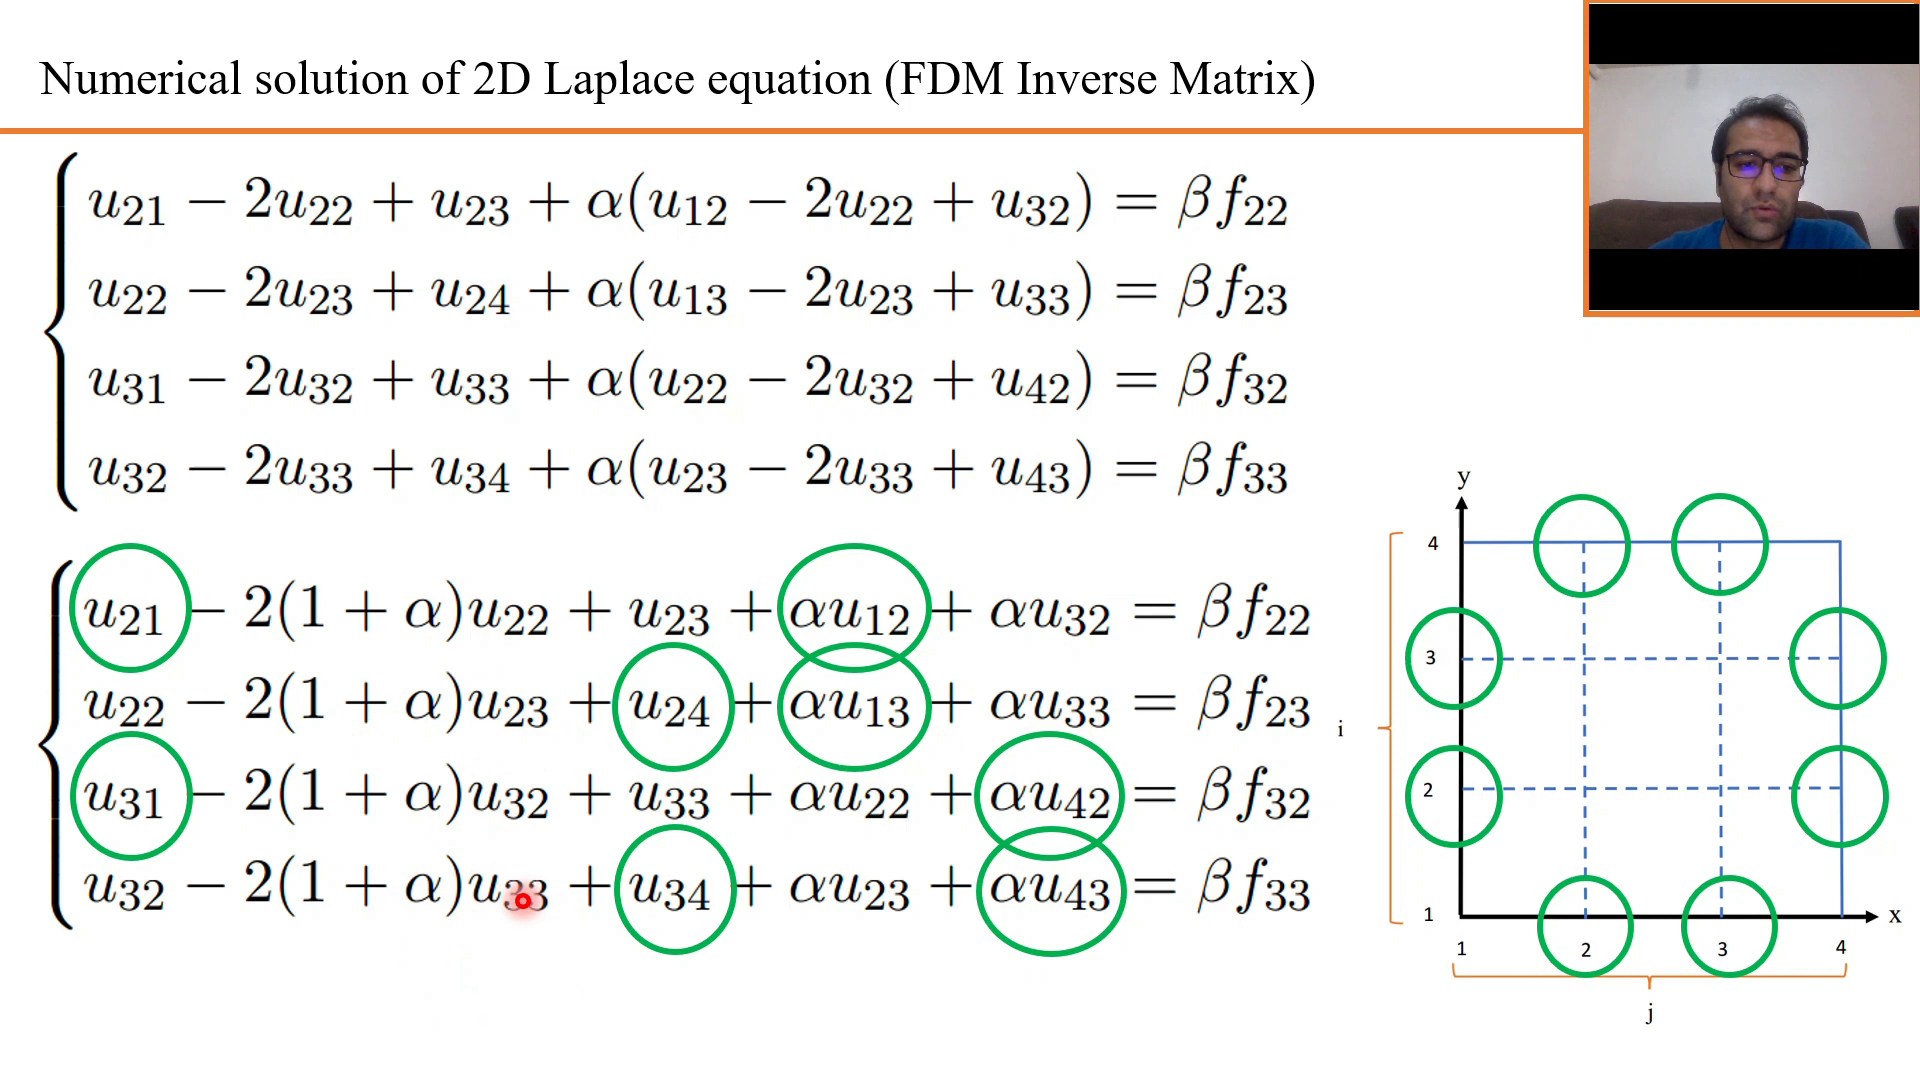 Numerical solution of 2D Laplace equation (FDM Inverse Matrix)
u₂₁ − 2u₂₂ + u₂₃ + α(u₁₂ − 2u₂₂ + u₃₂) = βf₂₂
u₂₂ − 2u₂₃ + u₂₄ + α(u₁₃ − 2u₂₃ + u₃₃) = βf₂₃
u₃₁ − 2u₃₂ + u₃₃ + α(u₂₂ − 2u₃₂ + u₄₂) = βf₃₂
u₃₂ − 2u₃₃ + u₃₄ + α(u₂₃ − 2u₃₃ + u₄₃) = βf₃₃
u₂₁ − 2(1 + α)u₂₂ + u₂₃ + αu₁₂ + αu₃₂ = βf₂₂
u₂₂ − 2(1 + α)u₂₃ + u₂₄ + αu₁₃ + αu₃₃ = βf₂₃
u₃₁ − 2(1 + α)u₃₂ + u₃₃ + αu₂₂ + αu₄₂ = βf₃₂
u₃₂ − 2(1 + α)u₃₃ + u₃₄ + αu₂₃ + αu₄₃ = βf₃₃
y
4
3
i
2
1
x
1 2 3 4
j